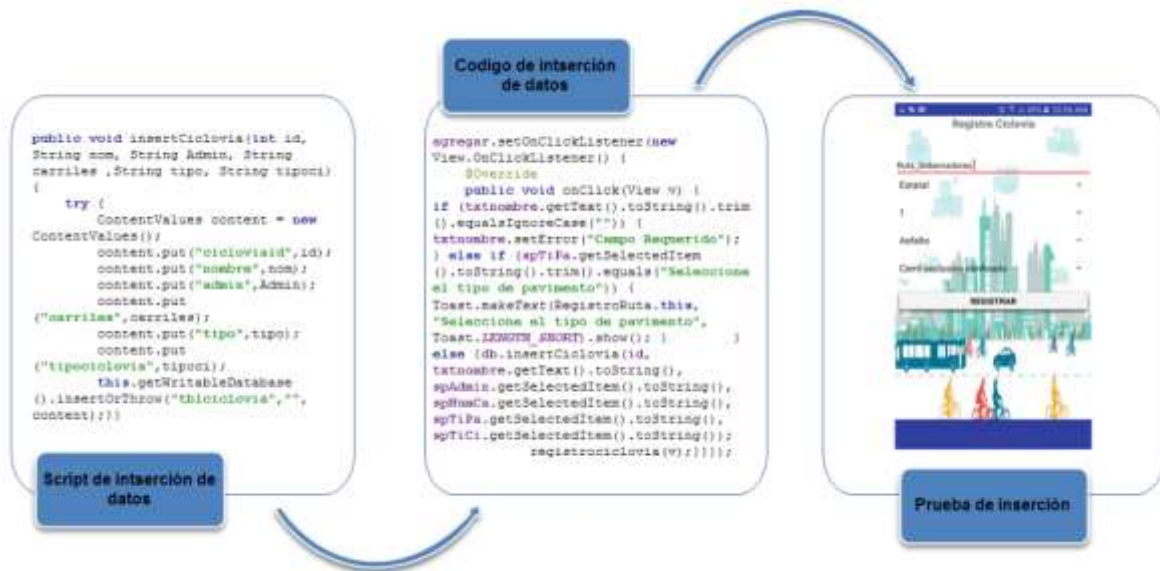 public void insertCiclovia(int id,
String nom, String Admin, String
carriles ,String tipo, String tipoci)
{
try {
ContentValues content = new
ContentValues();
content.put("cicloviaid",id);
content.put("nombre",nom);
content.put("admin",Admin);
content.put
("carriles",carriles);
content.put("tipo",tipo);
content.put
("tipociclovia",tipoci);
this.getWritableDatabase
().insertOrThrow("tblciclovia","",
content);}}
Script de intserción de
datos
Codigo de intserción
de datos
agregar.setOnClickListener(new
View.OnClickListener() {
@Override
public void onClick(View v) {
if (txtnombre.getText().toString().trim
().equalsIgnoreCase("")) {
txtnombre.setError("Campo Requerido");
} else if (spTiPa.getSelectedItem
().toString().trim().equals("Seleccione
el tipo de pavimento")) {
Toast.makeText(RegistroRuta.this,
"Seleccione el tipo de pavimento",
Toast.LENGTH_SHORT).show(); } }
else {db.insertCiclovia(id,
txtnombre.getText().toString(),
spAdmin.getSelectedItem().toString(),
spNumCa.getSelectedItem().toString(),
spTiPa.getSelectedItem().toString(),
spTiCi.getSelectedItem().toString());
registrociclovia(v);}}});
Registro Ciclovia
Ruta_Gobernadores
Estatal
1
Asfalto
REGISTRAR
Prueba de inserción